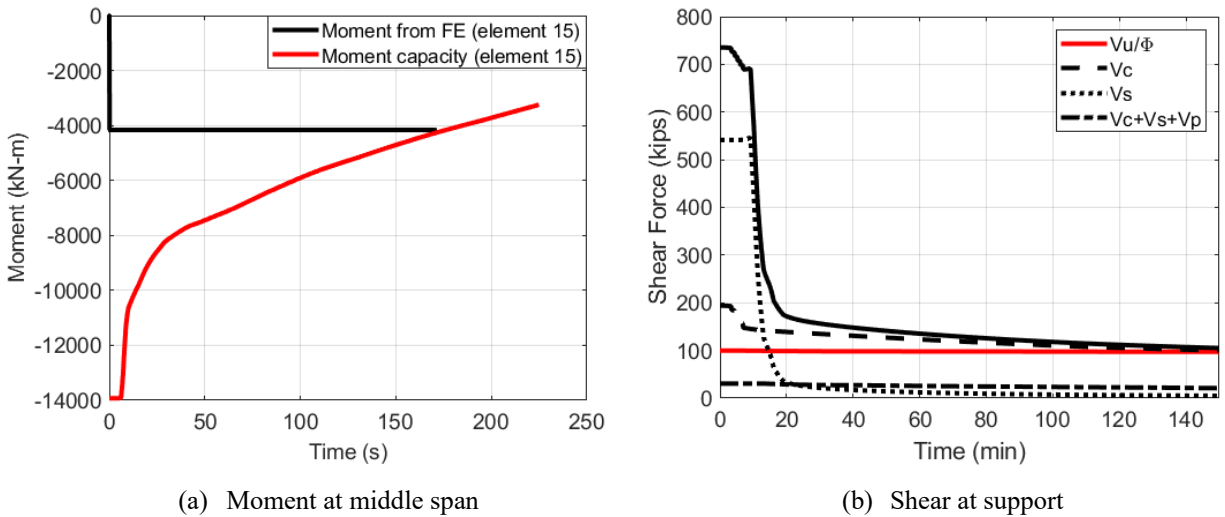 Moment (kN-m)
0
-2000
-4000
-6000
-8000
-10000
-12000
-14000
Moment from FE (element 15)
Moment capacity (element 15)
0 50 100 150 200 250
Time (s)
(a) Moment at middle span
Shear Force (kips)
800
700
600
500
400
300
200
100
0
Vu/Φ
Vc
Vs
Vc+Vs+Vp
0 20 40 60 80 100 120 140
Time (min)
(b) Shear at support